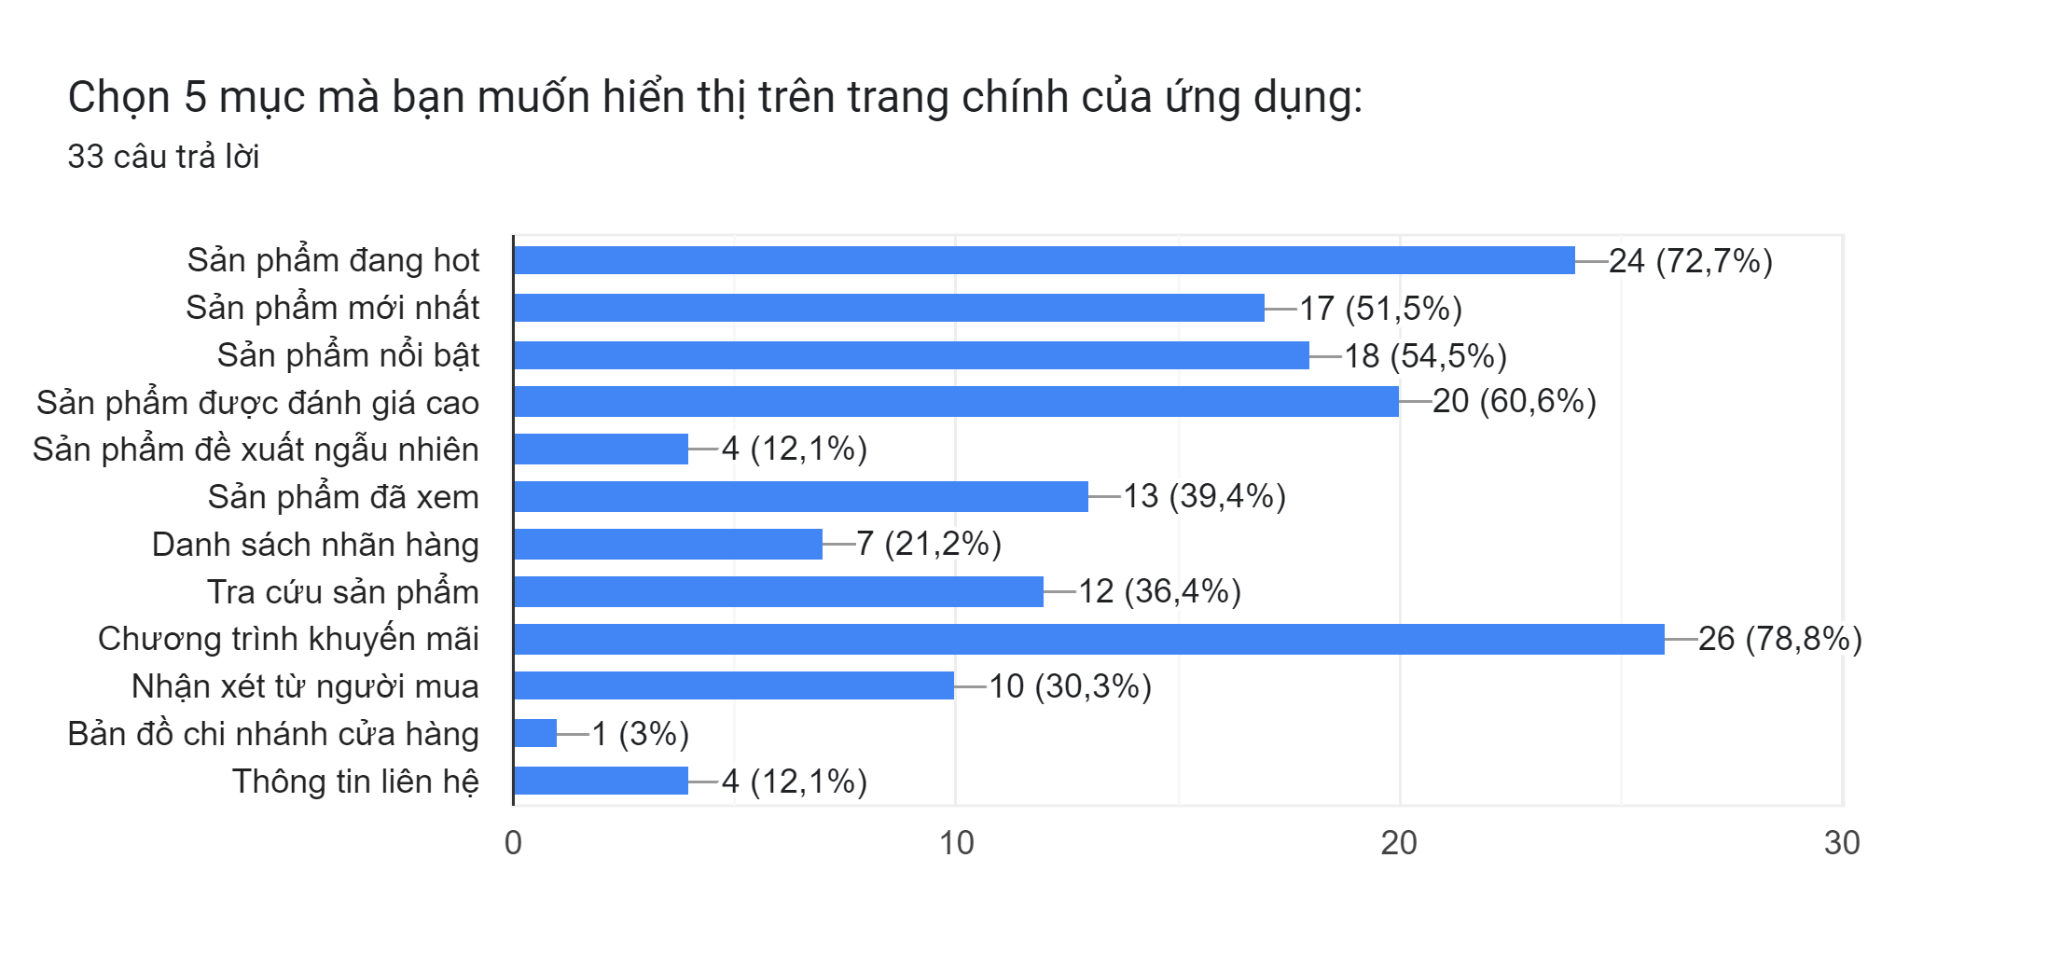 Chọn 5 mục mà bạn muốn hiển thị trên trang chính của ứng dụng:
33 câu trả lời
Sản phẩm đang hot 24 (72,7%)
Sản phẩm mới nhất 17 (51,5%)
Sản phẩm nổi bật 18 (54,5%)
Sản phẩm được đánh giá cao 20 (60,6%)
Sản phẩm đề xuất ngẫu nhiên 4 (12,1%)
Sản phẩm đã xem 13 (39,4%)
Danh sách nhãn hàng 7 (21,2%)
Tra cứu sản phẩm 12 (36,4%)
Chương trình khuyến mãi 26 (78,8%)
Nhận xét từ người mua 10 (30,3%)
Bản đồ chi nhánh cửa hàng 1 (3%)
Thông tin liên hệ 4 (12,1%)
0 10 20 30